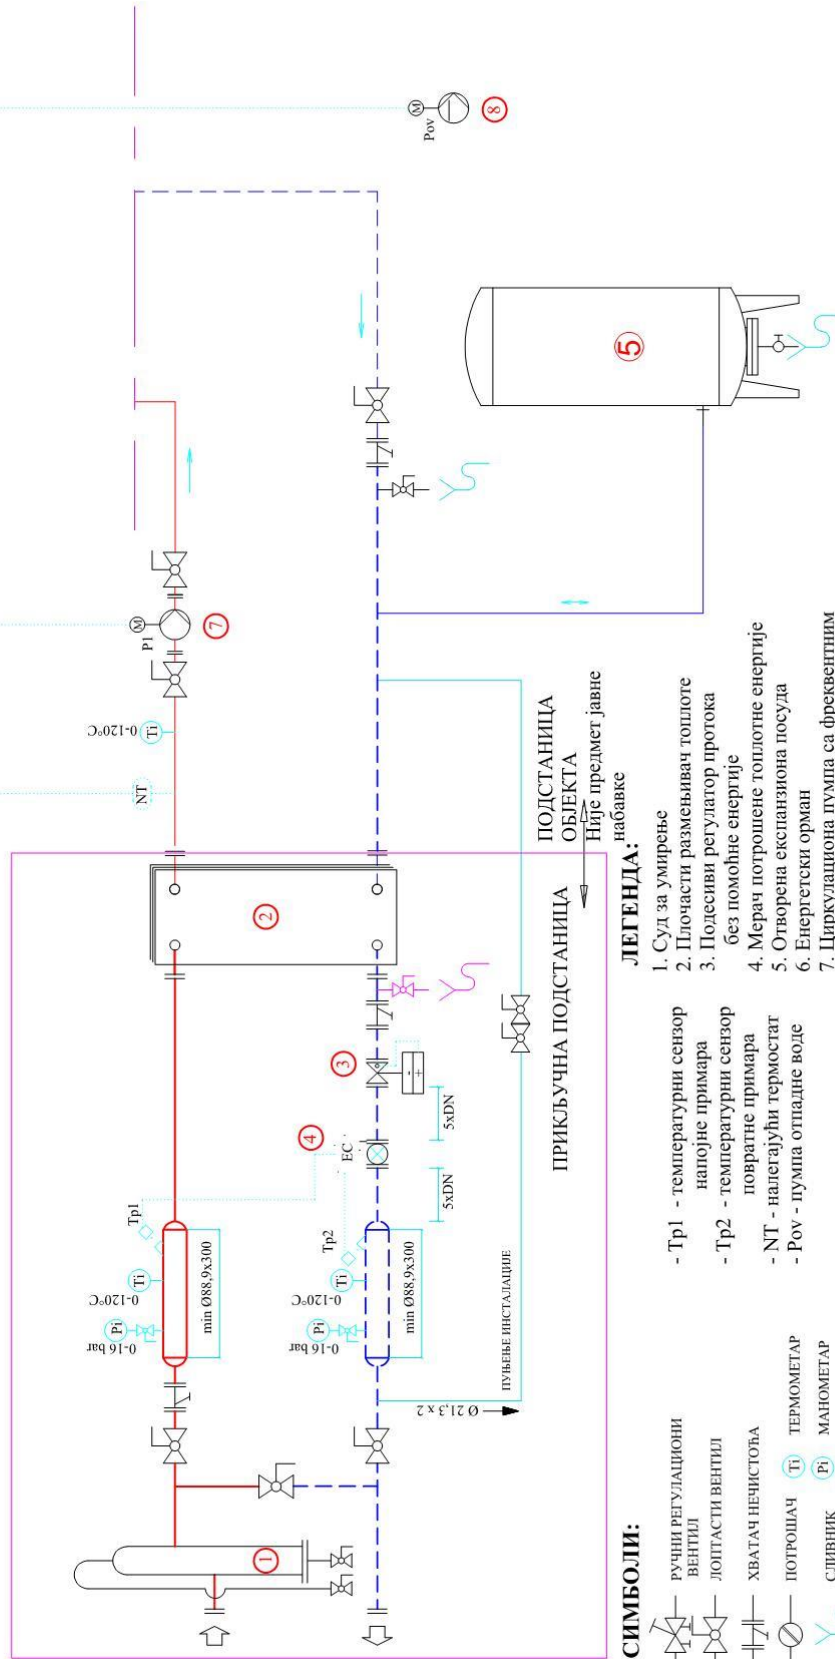 M
Pov
8
M
P1
7
0-120°C
Ti
NT
5
2
3
4
EC
5xDN
5xDN
Tp1
Ti
0-120°C
Pi
0-16 bar
min Ø88,9x300
Tp2
Ti
0-120°C
Pi
0-16 bar
min Ø88,9x300
ПУЊЕЊЕ ИНСТАЛАЦИЈЕ
Ø 21,3 x 2
1
ПРИКЉУЧНА ПОДСТАНИЦА
ПОДСТАНИЦА
ОБЈЕКТА
Није предмет јавне
набавке
ЛЕГЕНДА:
1. Суд за умирење
2. Плочасти размењивач топлоте
3. Подесиви регулатор протока
без помоћне енергије
4. Мерач потрошене топлотне енергије
5. Отворена експанзиона посуда
6. Енергетски орман
7. Циркулациона пумпа са фреквентним
- Tp1 - температурни сензор
напојне примара
- Tp2 - температурни сензор
повратне примара
- NT - налегајући термостат
- Pov - пумпа отпадне воде
СИМБОЛИ:
РУЧНИ РЕГУЛАЦИОНИ
ВЕНТИЛ
ЛОПТАСТИ ВЕНТИЛ
ХВАТАЧ НЕЧИСТОЋА
ПОТРОШАЧ
Ti ТЕРМОМЕТАР
СЛИВНИК
Pi МАНОМЕТАР